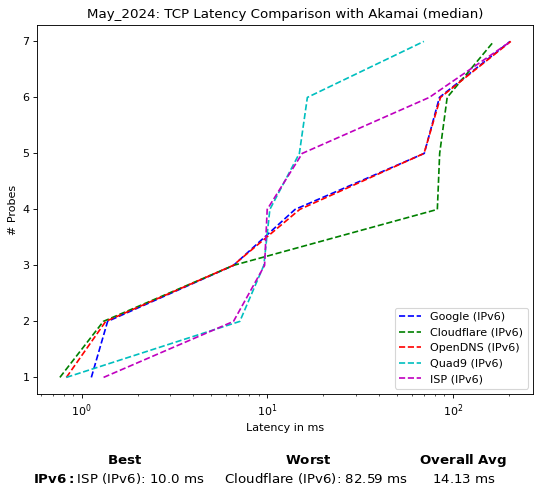 May_2024: TCP Latency Comparison with Akamai (median)
# Probes
7
6
5
4
3
2
1
10⁰
10¹
10²
Latency in ms
Google (IPv6)
Cloudflare (IPv6)
OpenDNS (IPv6)
Quad9 (IPv6)
ISP (IPv6)
Best Worst Overall Avg
IPv6: ISP (IPv6): 10.0 ms Cloudflare (IPv6): 82.59 ms 14.13 ms